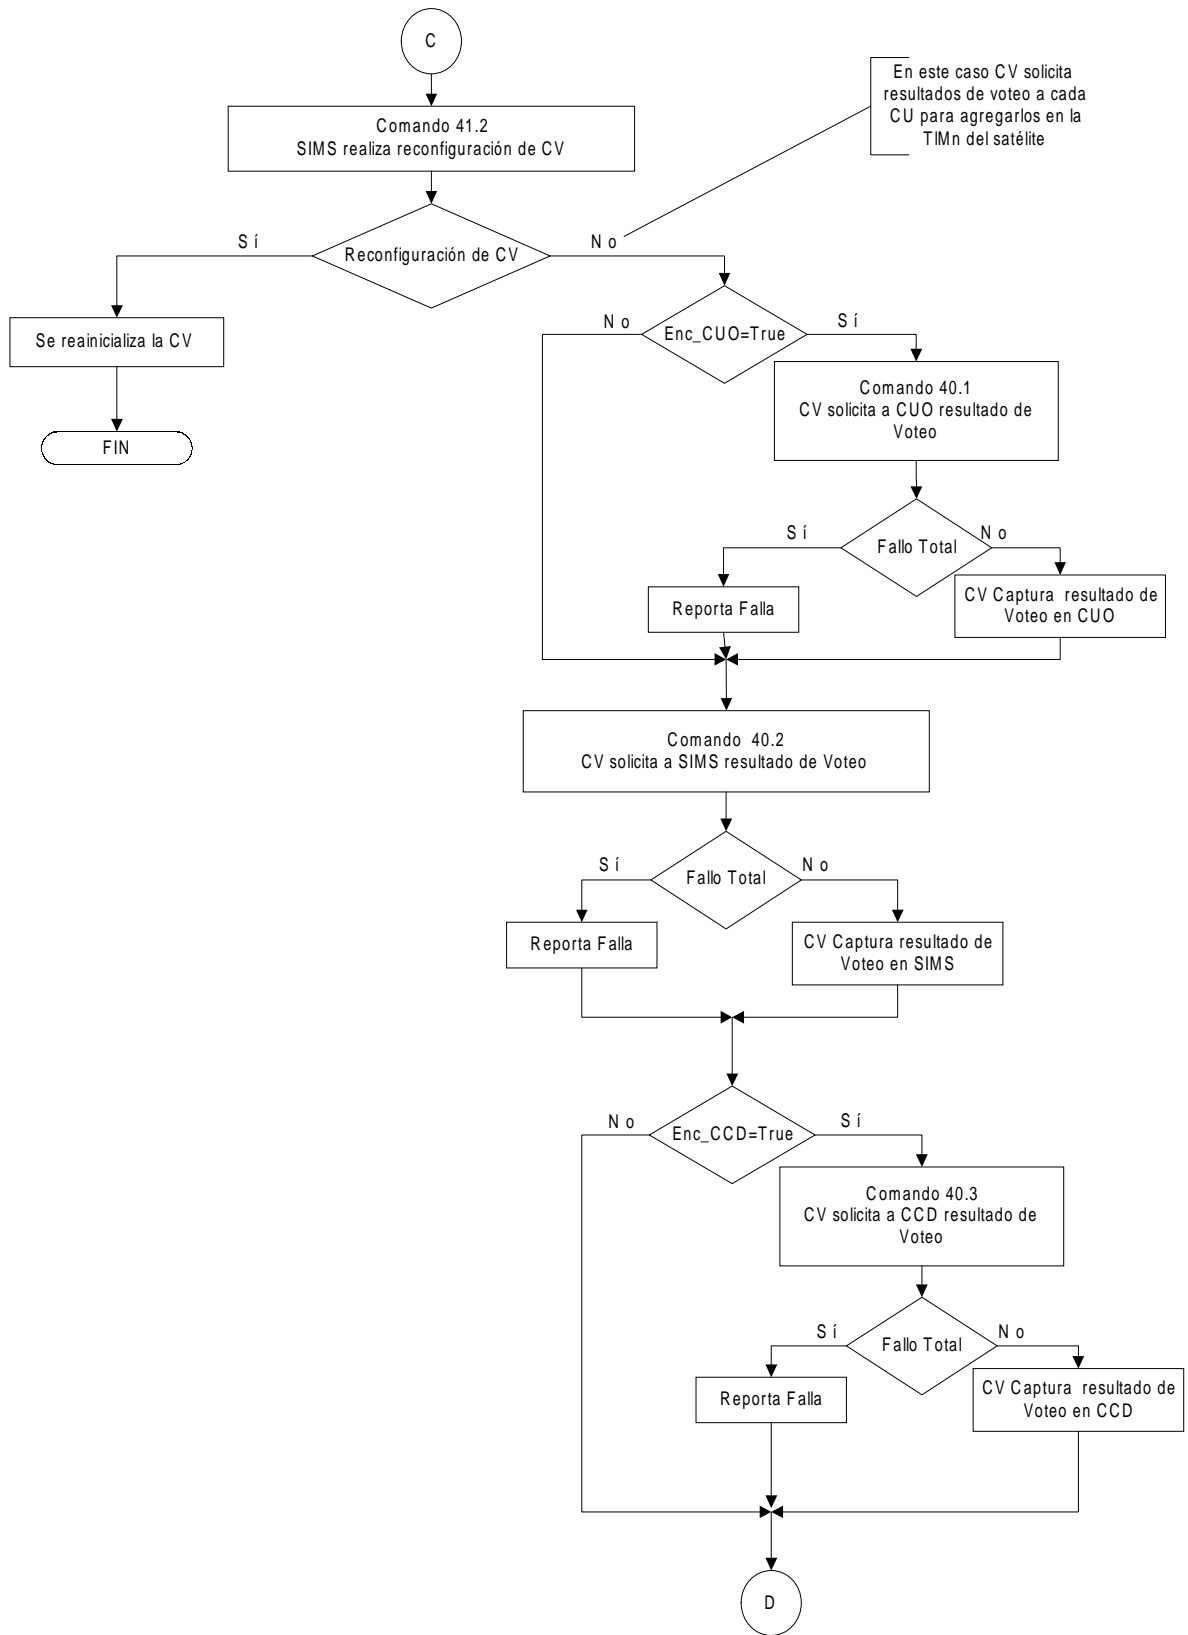 C
En este caso CV solicita
resultados de voteo a cada
CU para agregarlos en la
TIMn del satélite
Comando 41.2
SIMS realiza reconfiguración de CV
Sí
Reconfiguración de CV
No
Se reainicializa la CV
FIN
No
Enc_CUO=True
Sí
Comando 40.1
CV solicita a CUO resultado de
Voteo
Sí
Fallo Total
No
Reporta Falla
CV Captura resultado de
Voteo en CUO
Comando 40.2
CV solicita a SIMS resultado de Voteo
Sí
Fallo Total
No
Reporta Falla
CV Captura resultado de
Voteo en SIMS
No
Enc_CCD=True
Sí
Comando 40.3
CV solicita a CCD resultado de
Voteo
Sí
Fallo Total
No
Reporta Falla
CV Captura resultado de
Voteo en CCD
D